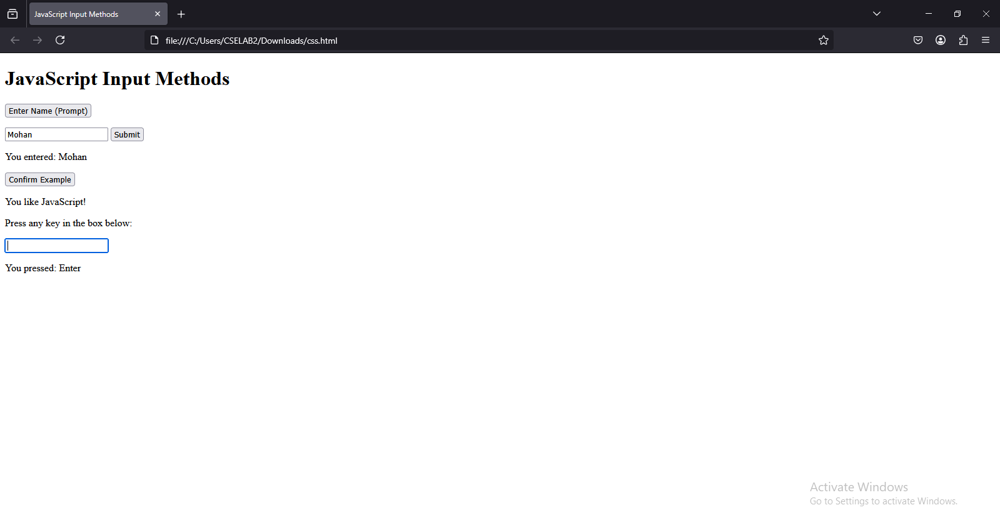 JavaScript Input Methods
file:///C:/Users/CSELAB2/Downloads/css.html
JavaScript Input Methods
Enter Name (Prompt)
Mohan Submit
You entered: Mohan
Confirm Example
You like JavaScript!
Press any key in the box below:
You pressed: Enter
Activate Windows
Go to Settings to activate Windows.